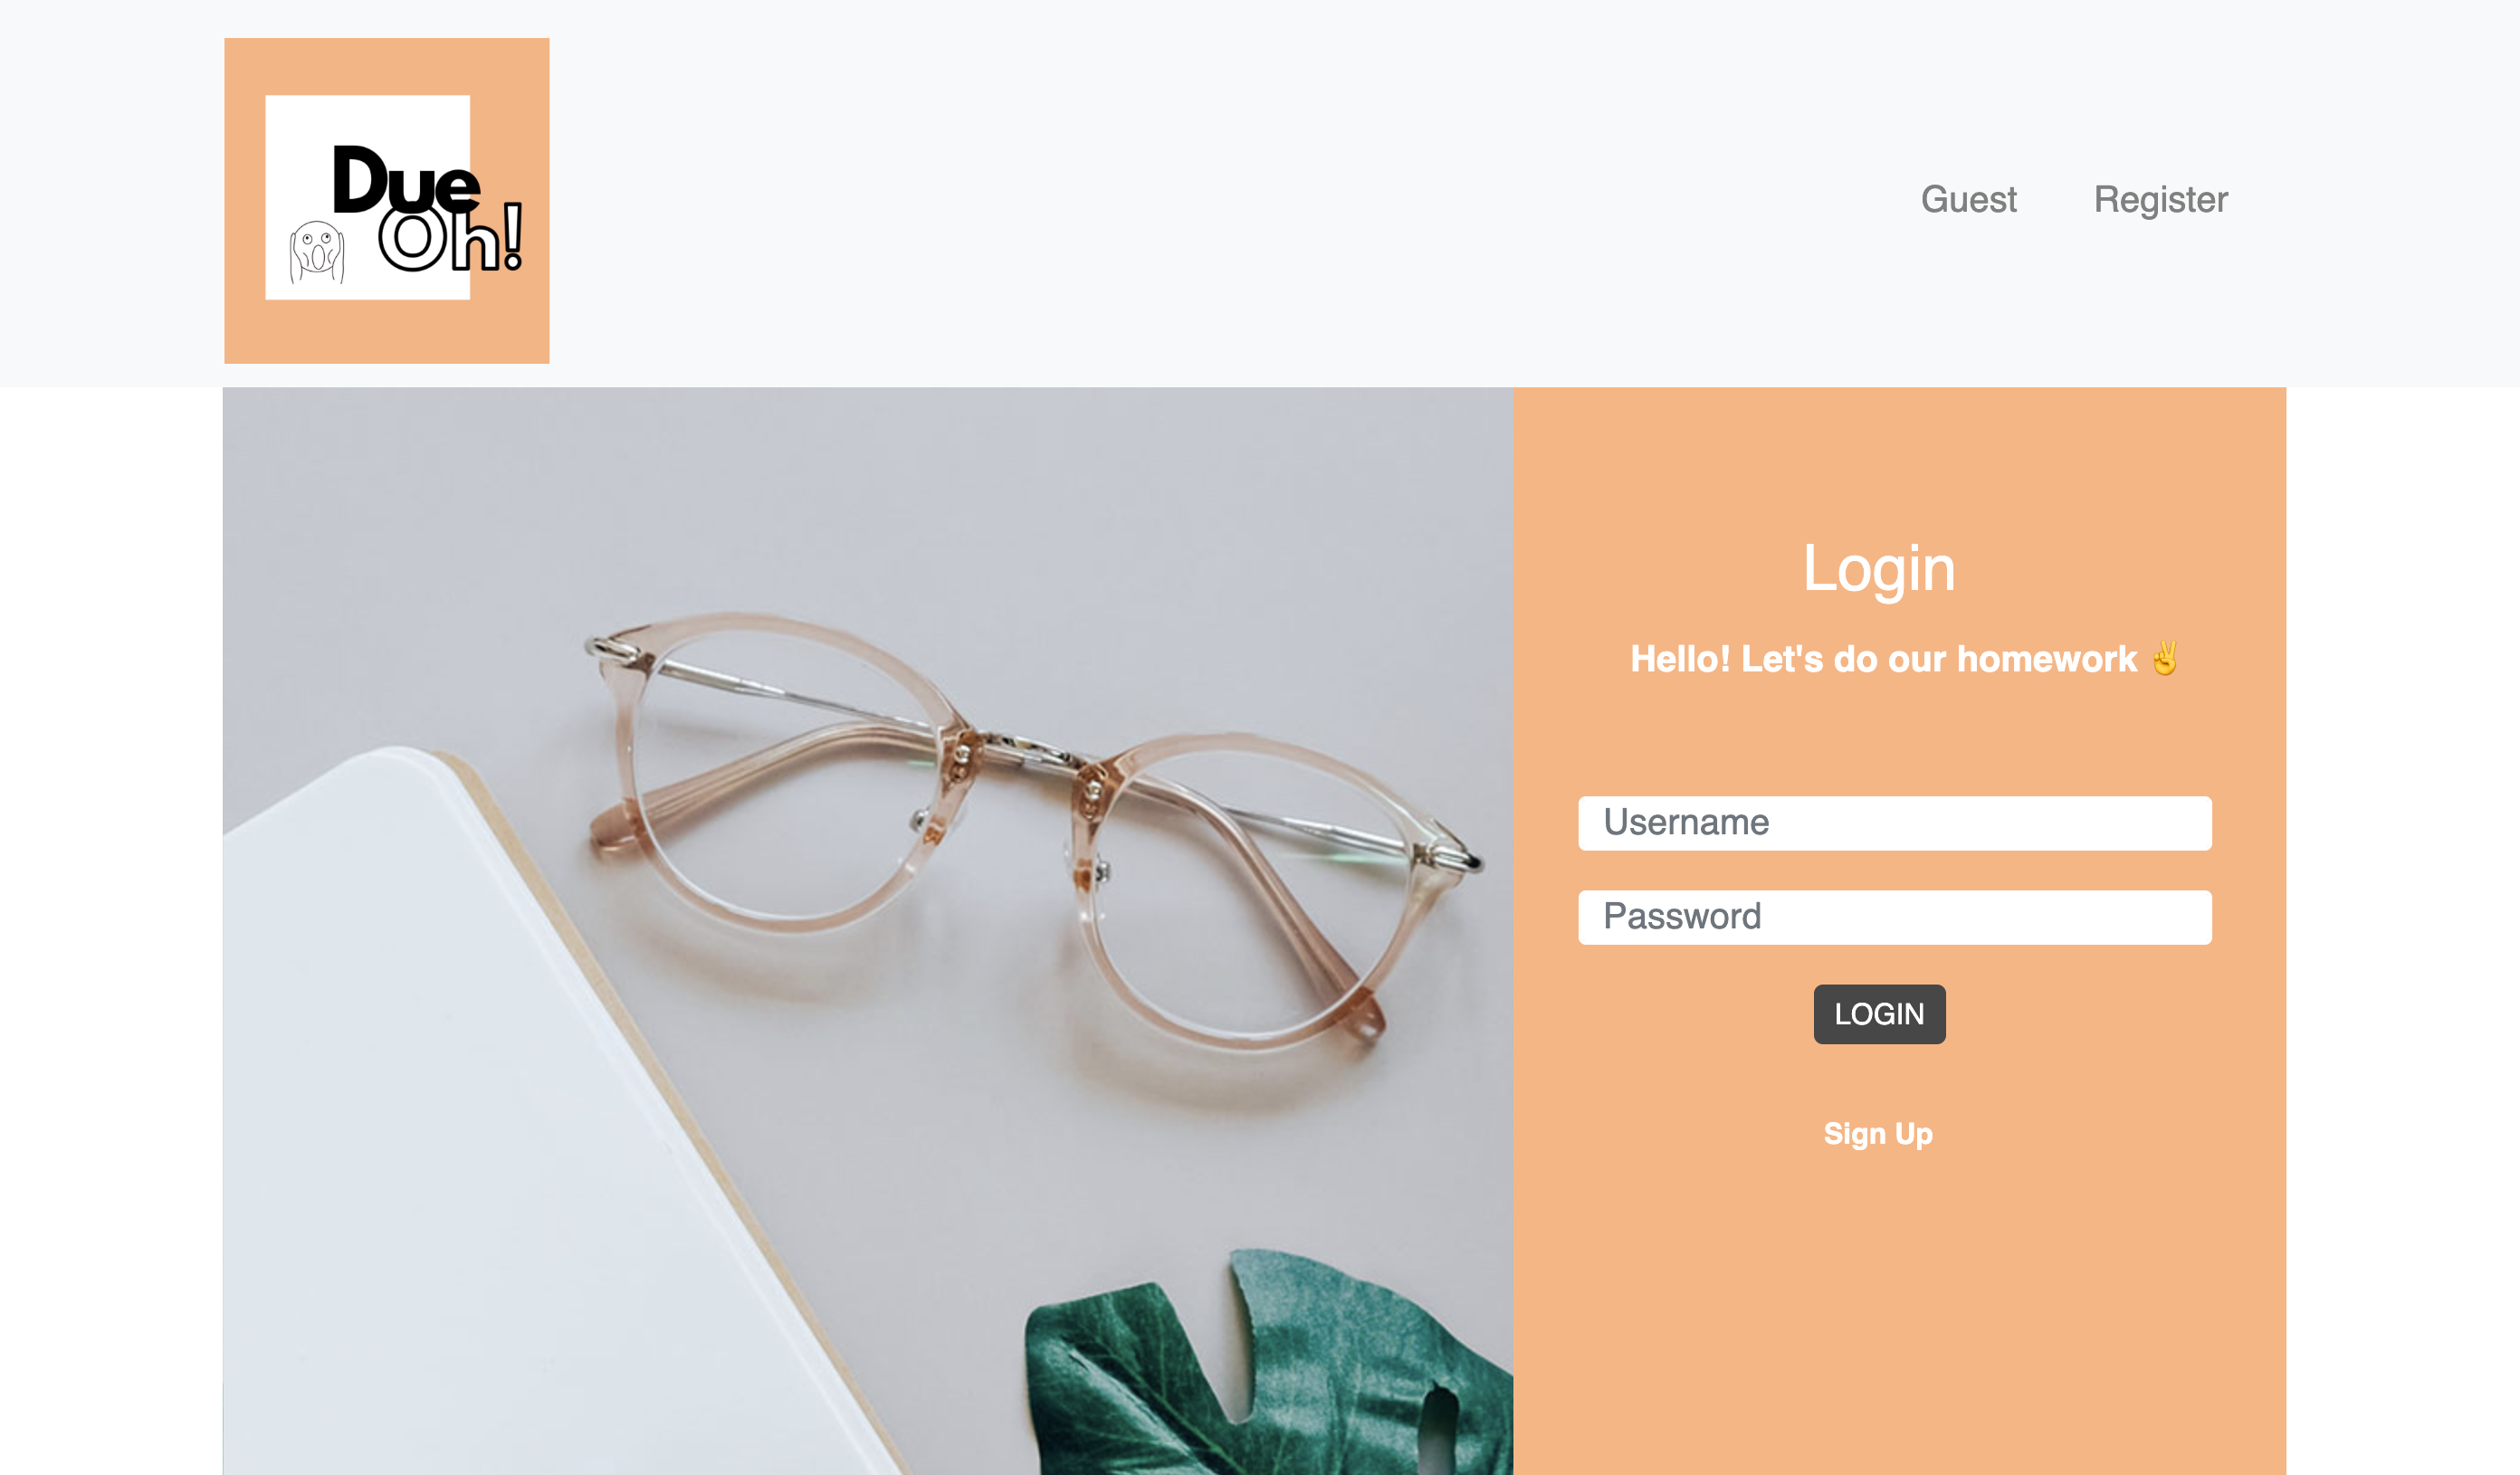 Due
Oh!
Guest
Register
Login
Hello! Let's do our homework ✌️
Username
Password
LOGIN
Sign Up